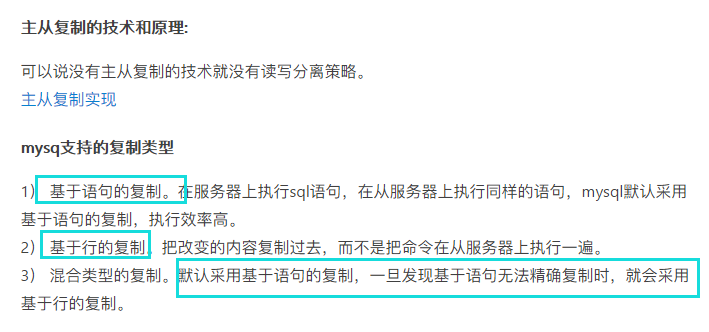 主从复制的技术和原理:
可以说没有主从复制的技术就没有读写分离策略。
主从复制实现
mysq支持的复制类型
1） 基于语句的复制。在服务器上执行sql语句，在从服务器上执行同样的语句，mysql默认采用
基于语句的复制，执行效率高。
2） 基于行的复制。把改变的内容复制过去，而不是把命令在从服务器上执行一遍。
3） 混合类型的复制。默认采用基于语句的复制，一旦发现基于语句无法精确复制时，就会采用
基于行的复制。